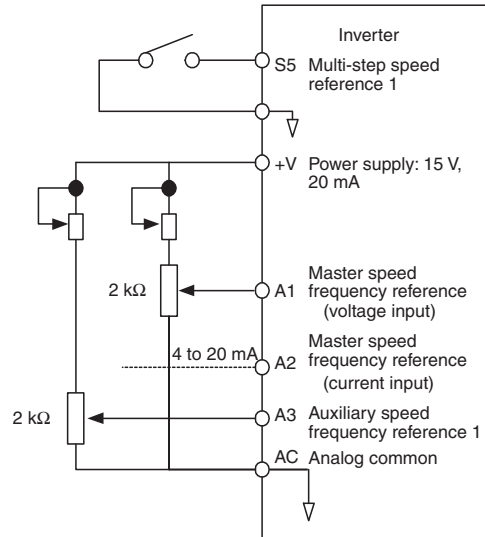 Inverter
S5 Multi-step speed
reference 1
+V Power supply: 15 V,
20 mA
2 kΩ
A1 Master speed
frequency reference
(voltage input)
4 to 20 mA
A2 Master speed
frequency reference
(current input)
2 kΩ
A3 Auxiliary speed
frequency reference 1
AC Analog common